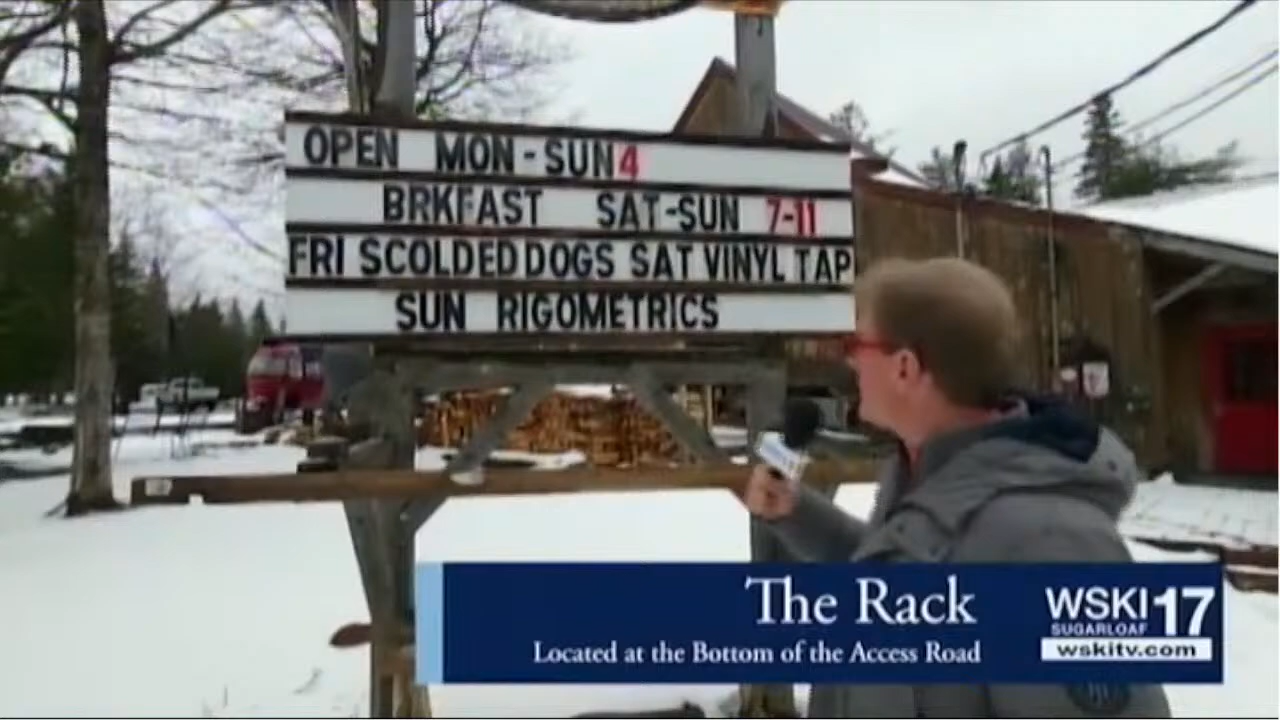 OPEN MON-SUN 4
BRKFAST SAT-SUN 7-11
FRI SCOLDED DOGS SAT VINYL TAP
SUN RIGOMETRICS
The Rack
Located at the Bottom of the Access Road
WSKI 17
SUGARLOAF
wskitv.com